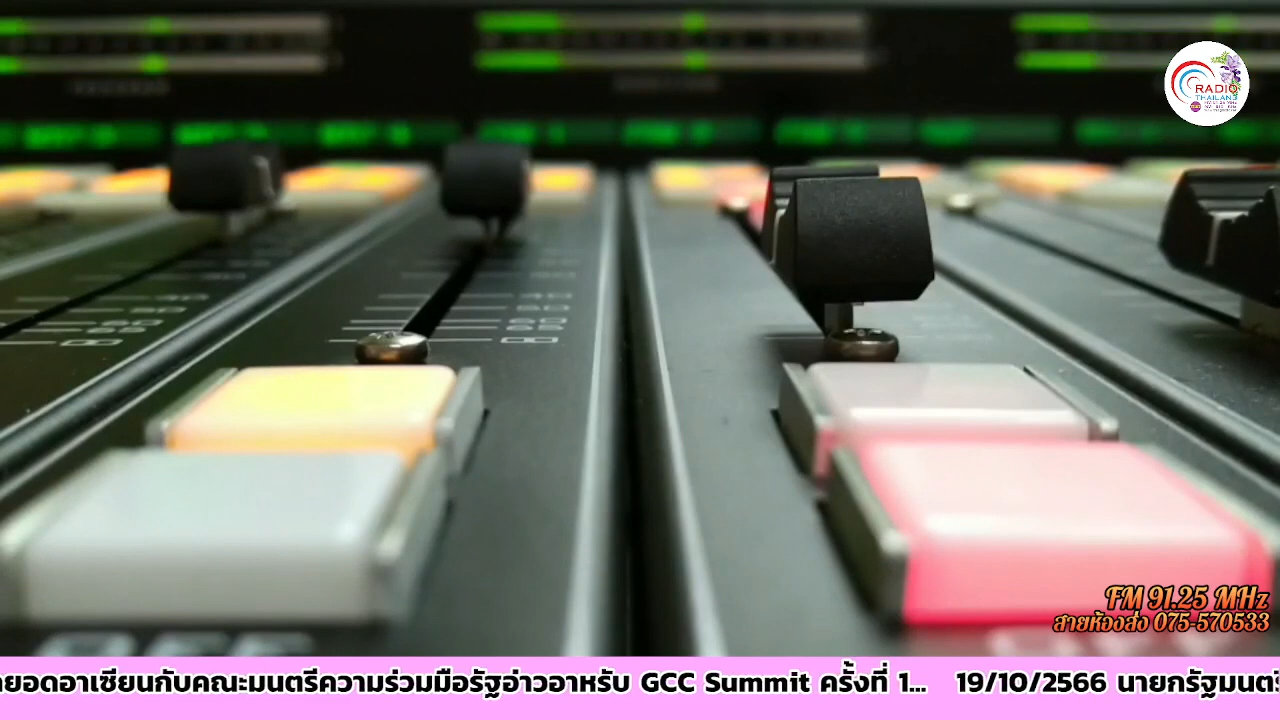 RADIO
THAILAND
FM 91.25 MHz
สายห้องส่ง 075-570533
ยอดอาเซียนกับคณะมนตรีความร่วมมือรัฐอ่าวอาหรับ GCC Summit ครั้งที่ 1... 19/10/2566 นายกรัฐมนตรี